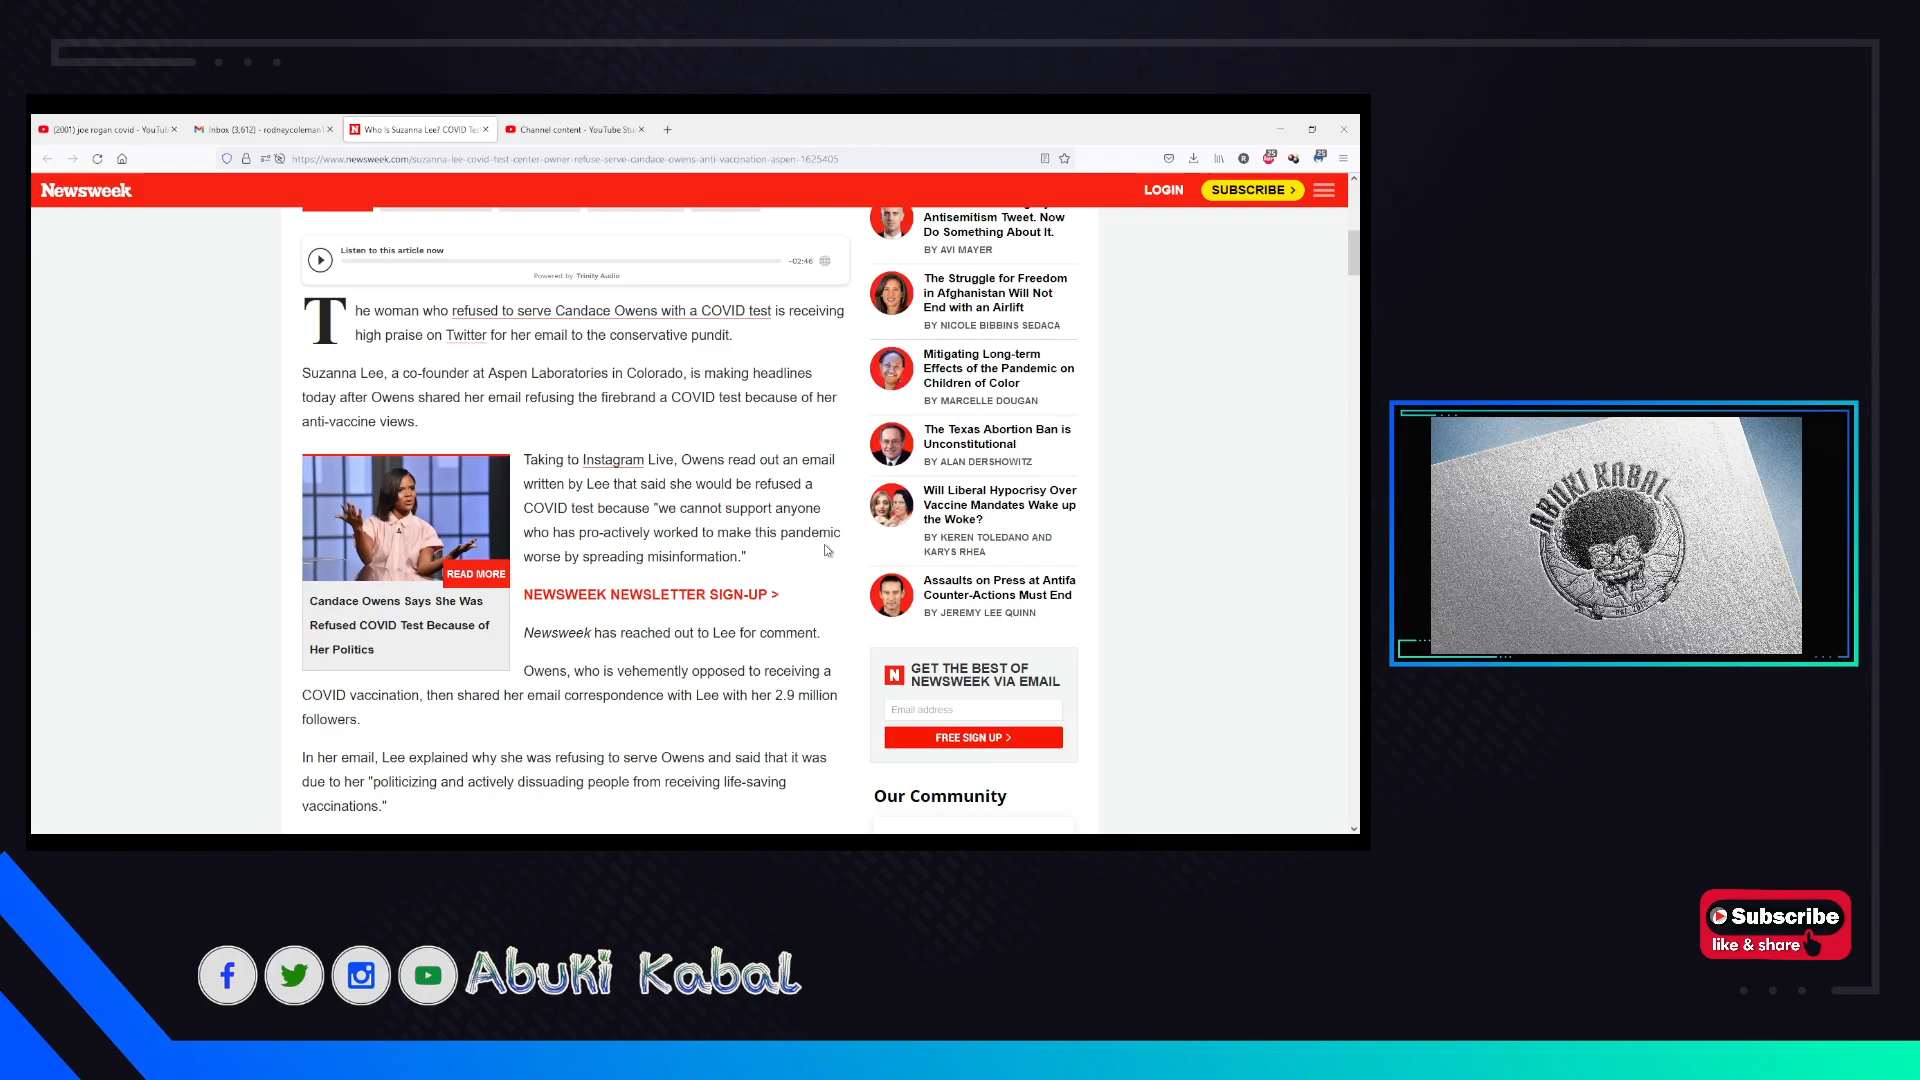 (2001) joe rogan covid - YouTu
Inbox (3,612) - rodneycoleman
Who Is Suzanna Lee? COVID Te
Channel content - YouTube Stu
https://www.newsweek.com/suzanna-lee-covid-test-center-owner-refuse-serve-candace-owens-anti-vaccination-aspen-1625405
25
25
Newsweek
LOGIN
SUBSCRIBE >
Listen to this article now
-02:46
Powered by Trinity Audio
The woman who refused to serve Candace Owens with a COVID test is receiving
high praise on Twitter for her email to the conservative pundit.
Suzanna Lee, a co-founder at Aspen Laboratories in Colorado, is making headlines
today after Owens shared her email refusing the firebrand a COVID test because of her
anti-vaccine views.
Taking to Instagram Live, Owens read out an email
written by Lee that said she would be refused a
COVID test because "we cannot support anyone
who has pro-actively worked to make this pandemic
worse by spreading misinformation."
READ MORE
Candace Owens Says She Was
Refused COVID Test Because of
Her Politics
NEWSWEEK NEWSLETTER SIGN-UP >
Newsweek has reached out to Lee for comment.
Owens, who is vehemently opposed to receiving a
COVID vaccination, then shared her email correspondence with Lee with her 2.9 million
followers.
In her email, Lee explained why she was refusing to serve Owens and said that it was
due to her "politicizing and actively dissuading people from receiving life-saving
vaccinations."
Antisemitism Tweet. Now
Do Something About It.
BY AVI MAYER
The Struggle for Freedom
in Afghanistan Will Not
End with an Airlift
BY NICOLE BIBBINS SEDACA
Mitigating Long-term
Effects of the Pandemic on
Children of Color
BY MARCELLE DOUGAN
The Texas Abortion Ban is
Unconstitutional
BY ALAN DERSHOWITZ
Will Liberal Hypocrisy Over
Vaccine Mandates Wake up
the Woke?
BY KEREN TOLEDANO AND
KARYS RHEA
Assaults on Press at Antifa
Counter-Actions Must End
BY JEREMY LEE QUINN
N
GET THE BEST OF
NEWSWEEK VIA EMAIL
Email address
FREE SIGN UP >
Our Community
ABUKI KABAL
Subscribe
like & share
Abuki Kabal